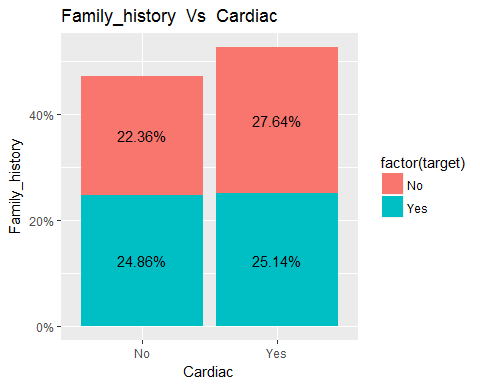 Family_history Vs Cardiac
Family_history
40%
20%
0%
22.36%
27.64%
24.86%
25.14%
No
Yes
Cardiac
factor(target)
No
Yes